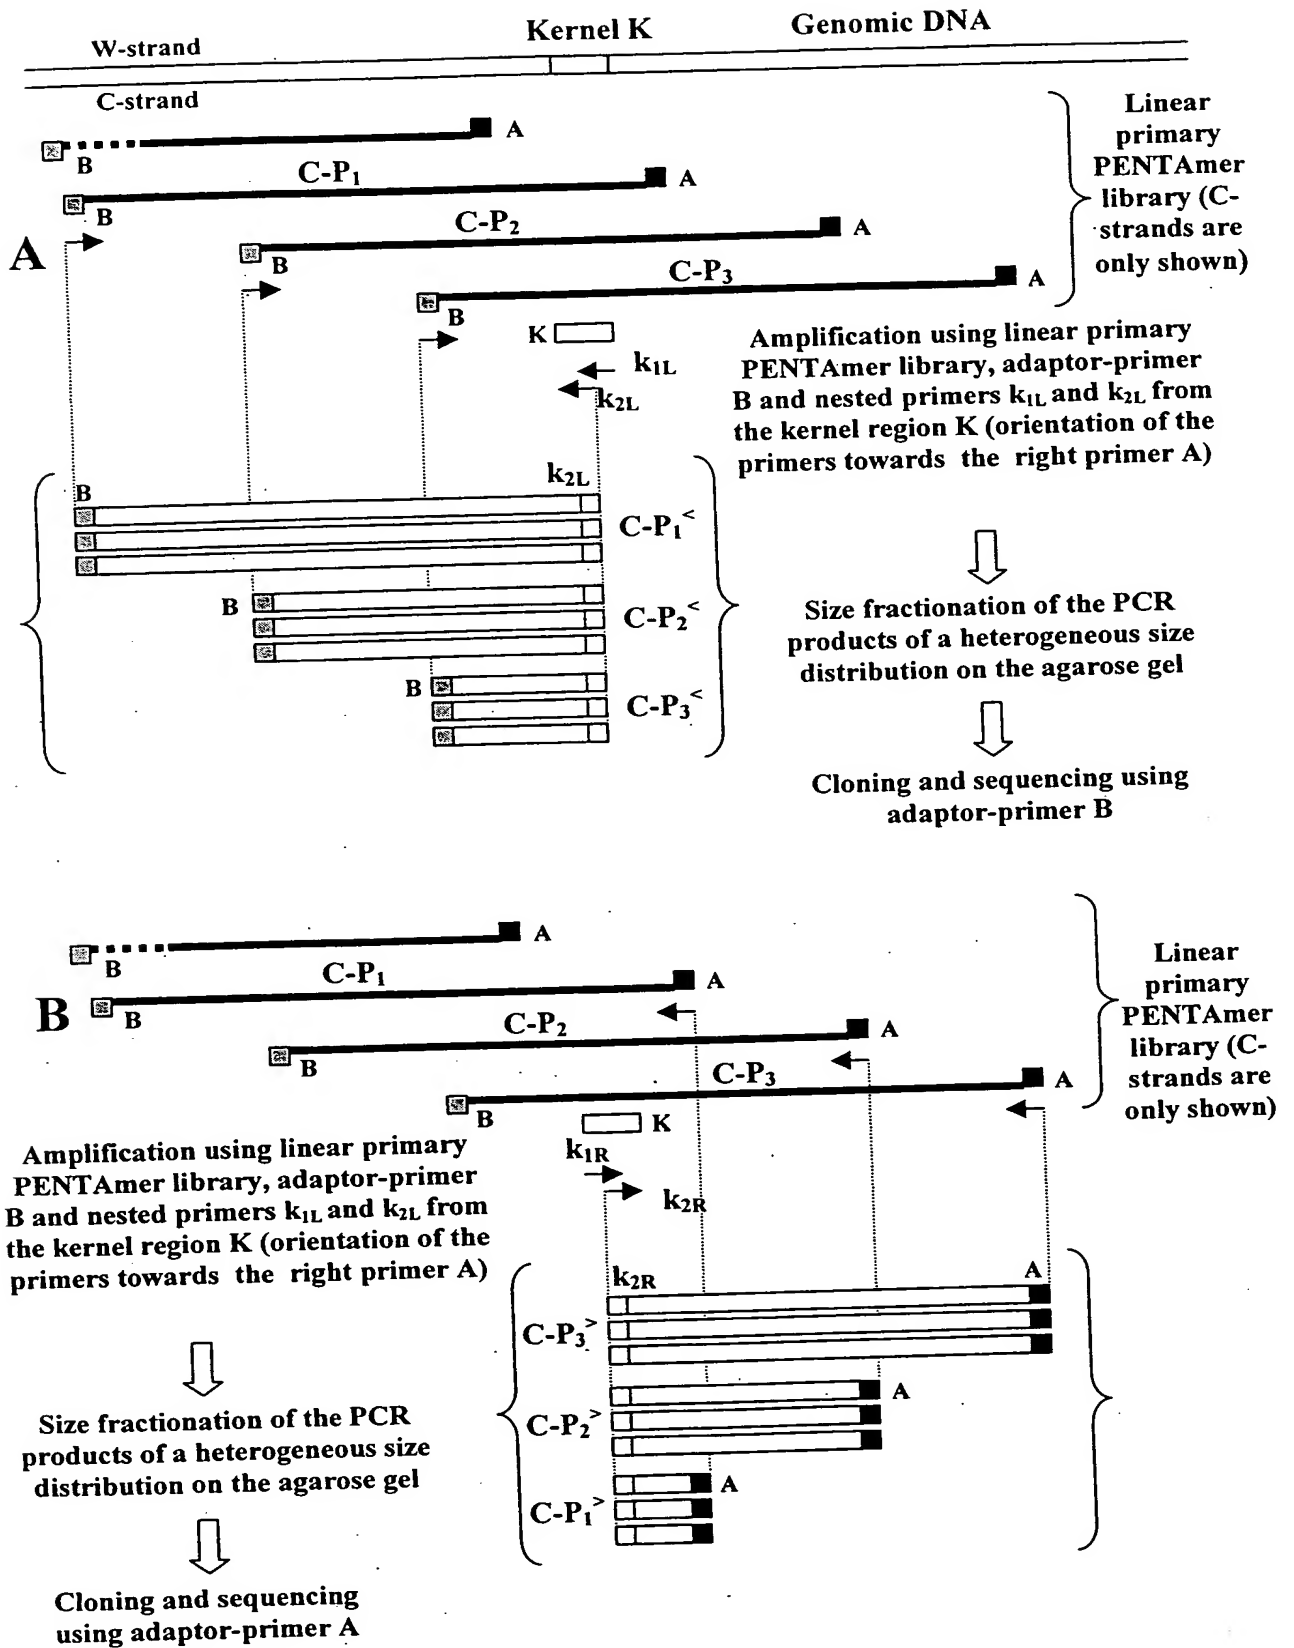 Kernel K
Genomic DNA
W-strand
C-strand
A
B
C-P1
A
B
C-P2
A
B
C-P3
A
B
A
K
k1L
k2L
Linear
primary
PENTAmer
library (C-
strands are
only shown)
Amplification using linear primary
PENTAmer library, adaptor-primer
B and nested primers k1L and k2L from
the kernel region K (orientation of the
primers towards the right primer A)
B
k2L
C-P1<
B
C-P2<
B
C-P3<
Size fractionation of the PCR
products of a heterogeneous size
distribution on the agarose gel
Cloning and sequencing using
adaptor-primer B
A
B
C-P1
A
B
B
C-P2
A
B
C-P3
A
B
K
k1R
k2R
Linear
primary
PENTAmer
library (C-
strands are
only shown)
Amplification using linear primary
PENTAmer library, adaptor-primer
B and nested primers k1L and k2L from
the kernel region K (orientation of the
primers towards the right primer A)
k2R
A
C-P3>
A
C-P2>
A
C-P1>
Size fractionation of the PCR
products of a heterogeneous size
distribution on the agarose gel
Cloning and sequencing
using adaptor-primer A